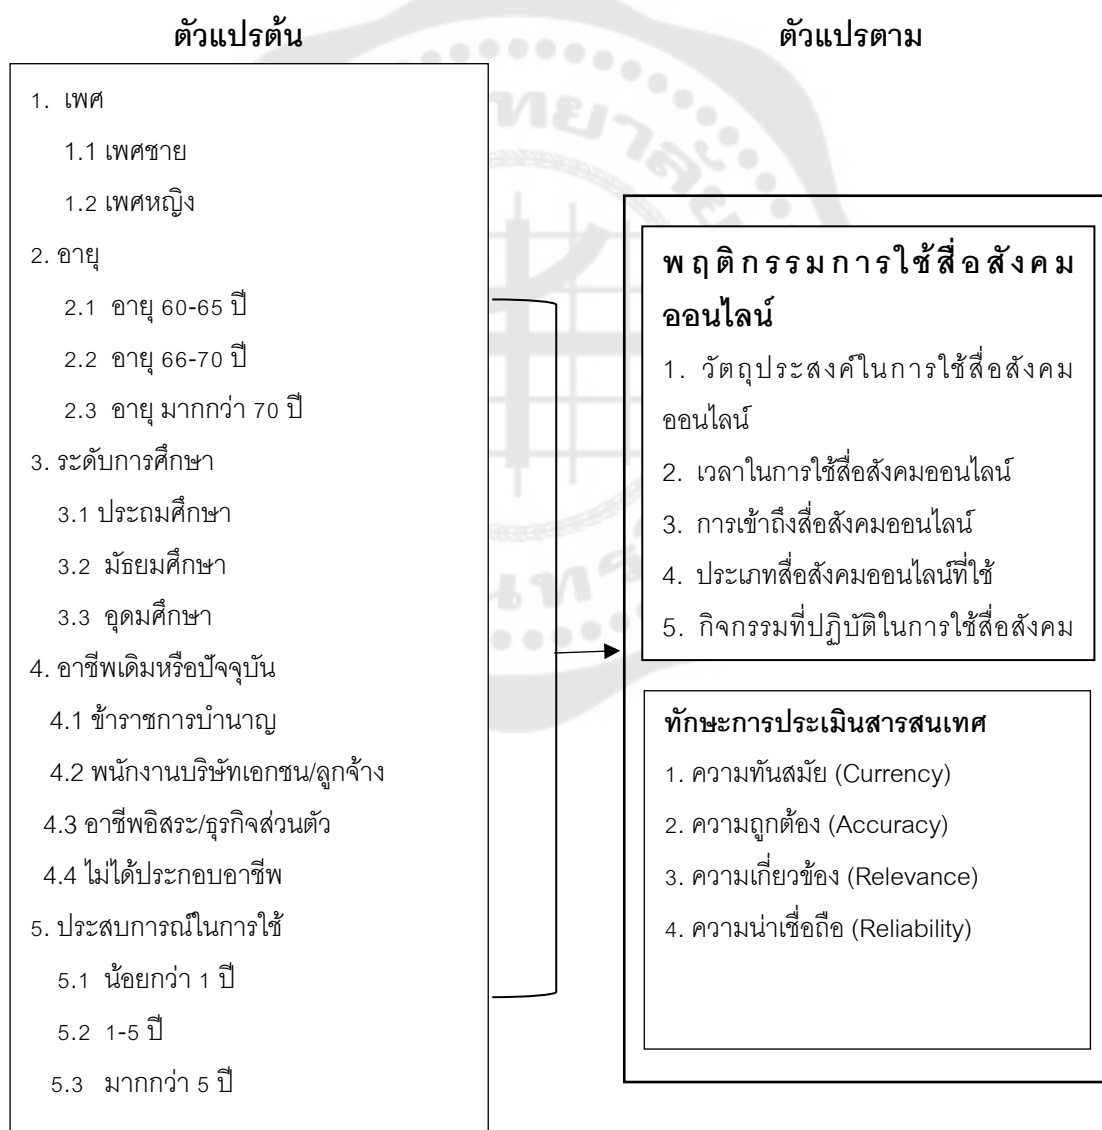 ตัวแปรต้น
ตัวแปรตาม
1. เพศ
1.1 เพศชาย
1.2 เพศหญิง
2. อายุ
2.1 อายุ 60-65 ปี
2.2 อายุ 66-70 ปี
2.3 อายุ มากกว่า 70 ปี
3. ระดับการศึกษา
3.1 ประถมศึกษา
3.2 มัธยมศึกษา
3.3 อุดมศึกษา
4. อาชีพเดิมหรือปัจจุบัน
4.1 ข้าราชการบำนาญ
4.2 พนักงานบริษัทเอกชน/ลูกจ้าง
4.3 อาชีพอิสระ/ธุรกิจส่วนตัว
4.4 ไม่ได้ประกอบอาชีพ
5. ประสบการณ์ในการใช้
5.1 น้อยกว่า 1 ปี
5.2 1-5 ปี
5.3 มากกว่า 5 ปี
พฤติกรรมการใช้สื่อสังคม
ออนไลน์
1. วัตถุประสงค์ในการใช้สื่อสังคม
ออนไลน์
2. เวลาในการใช้สื่อสังคมออนไลน์
3. การเข้าถึงสื่อสังคมออนไลน์
4. ประเภทสื่อสังคมออนไลน์ที่ใช้
5. กิจกรรมที่ปฏิบัติในการใช้สื่อสังคม
ทักษะการประเมินสารสนเทศ
1. ความทันสมัย (Currency)
2. ความถูกต้อง (Accuracy)
3. ความเกี่ยวข้อง (Relevance)
4. ความน่าเชื่อถือ (Reliability)